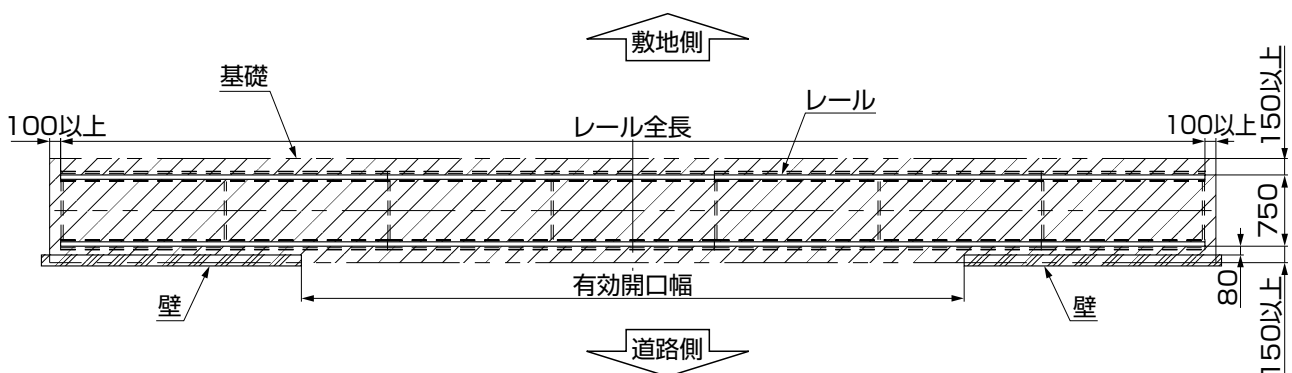 敷地側
基礎
レール
150以上
100以上
レール全長
100以上
750
有効開口幅
壁
壁
80
150以上
道路側